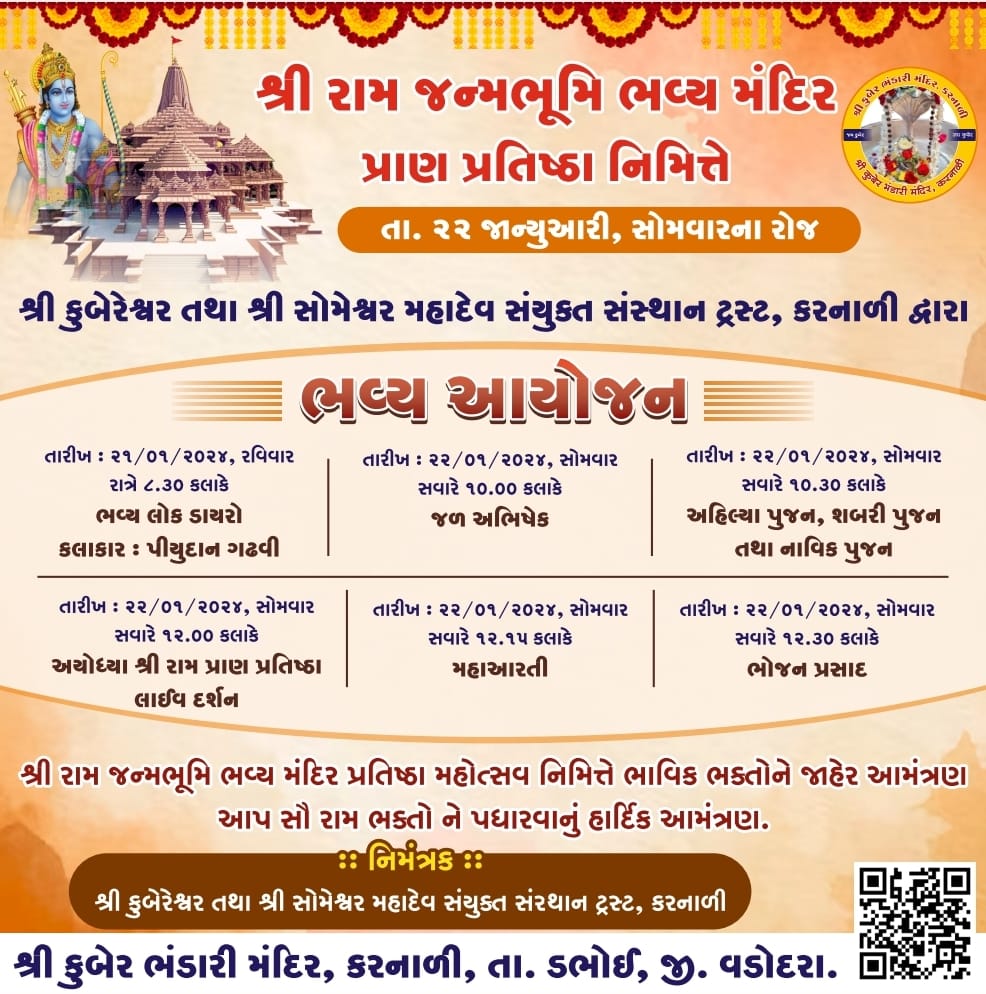 શ્રી રામ જન્મભૂમિ ભવ્ય મંદિર
પ્રાણ પ્રતિષ્ઠા નિમિત્તે
તા. ૨૨ જાન્યુઆરી, સોમવારના રોજ
શ્રી કુબેર ભંડારી મંદિર, કરનાળી
જય કુબેર
જય કુબેર
શ્રી કુબેર ભંડારી મંદિર, કરનાળી
શ્રી કુબેરેશ્વર તથા શ્રી સોમેશ્વર મહાદેવ સંયુકત સંસ્થાન ટ્રસ્ટ, કરનાળી દ્વારા
ભવ્ય આયોજન
તારીખ : ૨૧/૦૧/૨૦૨૪, રવિવાર
રાત્રે ૮.૩૦ કલાકે
ભવ્ય લોક ડાયરો
કલાકાર : પીયુદાન ગઢવી
તારીખ : ૨૨/૦૧/૨૦૨૪, સોમવાર
સવારે ૧૦.૦૦ કલાકે
જળ અભિષેક
તારીખ : ૨૨/૦૧/૨૦૨૪, સોમવાર
સવારે ૧૦.૩૦ કલાકે
અહિલ્યા પુજન, શબરી પુજન
તથા નાવિક પુજન
તારીખ : ૨૨/૦૧/૨૦૨૪, સોમવાર
સવારે ૧૨.૦૦ કલાકે
અયોધ્યા શ્રી રામ પ્રાણ પ્રતિષ્ઠા
લાઈવ દર્શન
તારીખ : ૨૨/૦૧/૨૦૨૪, સોમવાર
સવારે ૧૨.૧૫ કલાકે
મહાઆરતી
તારીખ : ૨૨/૦૧/૨૦૨૪, સોમવાર
સવારે ૧૨.૩૦ કલાકે
ભોજન પ્રસાદ
શ્રી રામ જન્મભૂમિ ભવ્ય મંદિર પ્રતિષ્ઠા મહોત્સવ નિમિત્તે ભાવિક ભક્તોને જાહેર આમંત્રણ
આપ સૌ રામ ભક્તો ને પધારવાનું હાર્દિક આમંત્રણ.
:: નિમંત્રક ::
શ્રી કુબેરેશ્વર તથા શ્રી સોમેશ્વર મહાદેવ સંયુક્ત સંસ્થાન ટ્રસ્ટ, કરનાળી
શ્રી કુબેર ભંડારી મંદિર, કરનાળી, તા. ડભોઈ, જી. વડોદરા.